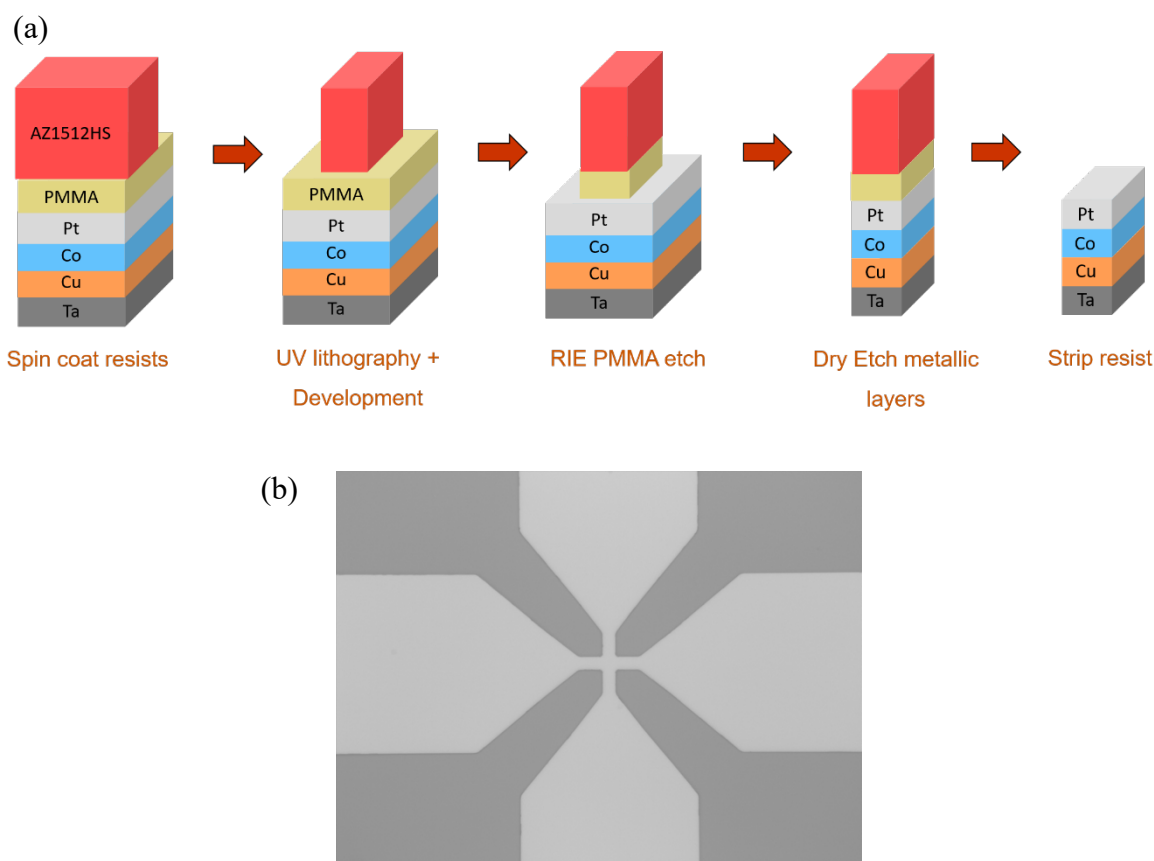 (a)
AZ1512HS
PMMA
Pt
Co
Cu
Ta
PMMA
Pt
Co
Cu
Ta
Pt
Co
Cu
Ta
Pt
Co
Cu
Ta
Pt
Co
Cu
Ta
Spin coat resists
UV lithography +
Development
RIE PMMA etch
Dry Etch metallic
layers
Strip resist
(b)